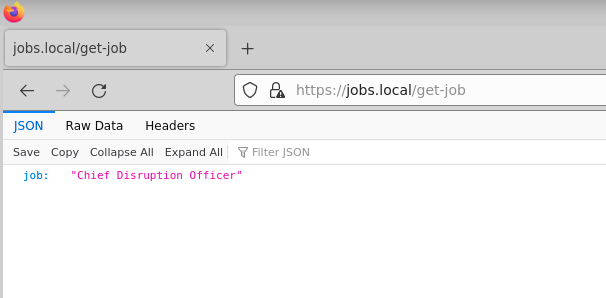 jobs.local/get-job
https://jobs.local/get-job
JSON Raw Data Headers
Save Copy Collapse All Expand All Filter JSON
job: "Chief Disruption Officer"